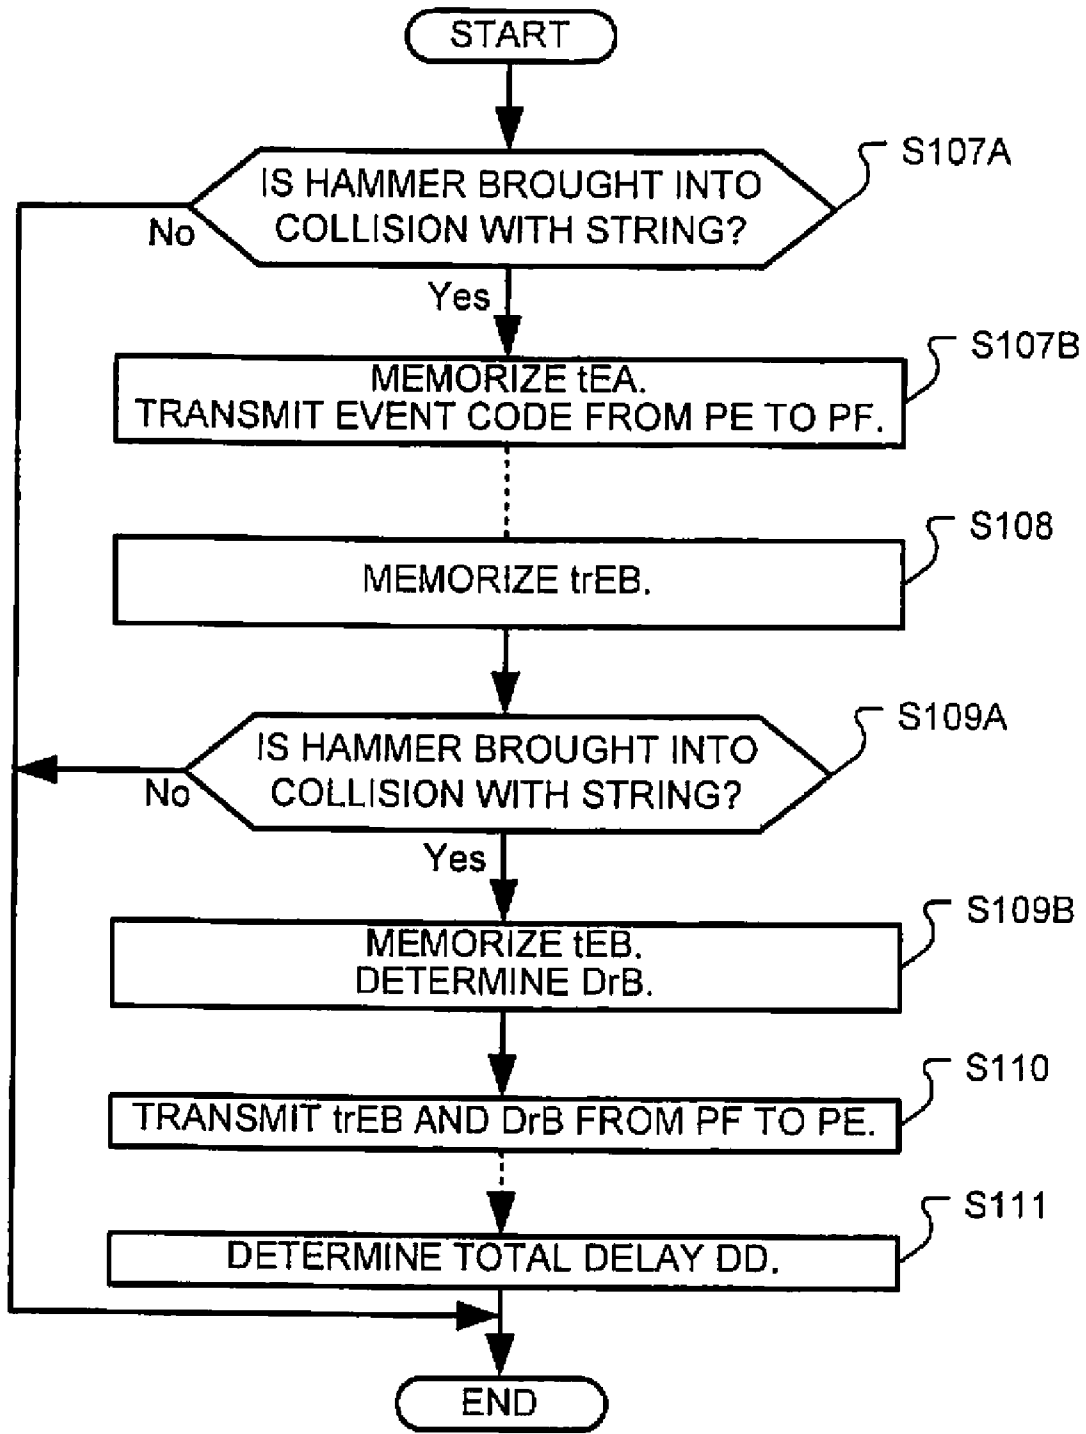 START
S107A
IS HAMMER BROUGHT INTO
COLLISION WITH STRING?
No
Yes
S107B
MEMORIZE tEA.
TRANSMIT EVENT CODE FROM PE TO PF.
S108
MEMORIZE trEB.
S109A
IS HAMMER BROUGHT INTO
COLLISION WITH STRING?
No
Yes
S109B
MEMORIZE tEB.
DETERMINE DrB.
S110
TRANSMIT trEB AND DrB FROM PF TO PE.
S111
DETERMINE TOTAL DELAY DD.
END